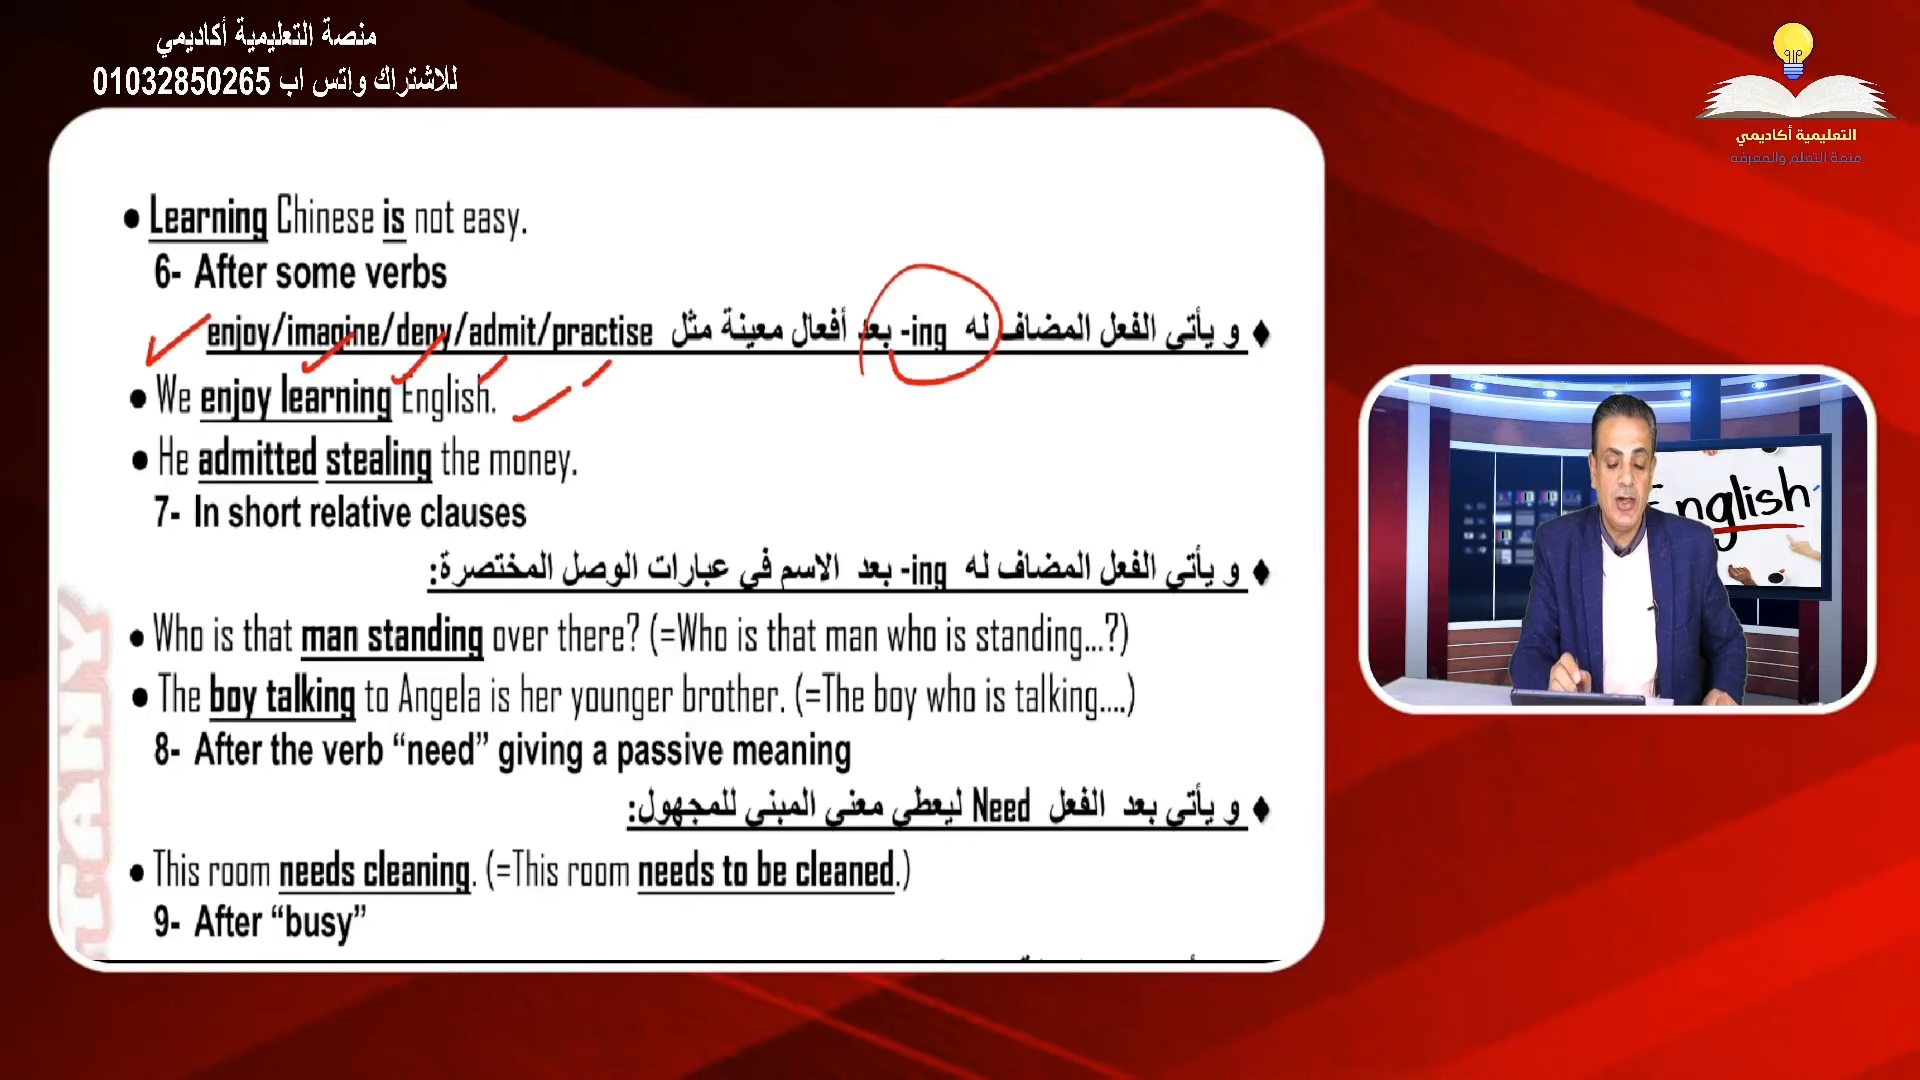 منصة التعليمية أكاديمي
للاشتراك واتس اب 01032850265
التعليمية أكاديمي
منصة التعلم والمعرفه
• Learning Chinese is not easy.
6- After some verbs
♦ و يأتي الفعل المضاف له ing- بعد أفعال معينة مثل enjoy/imagine/deny/admit/practise
• We enjoy learning English.
• He admitted stealing the money.
7- In short relative clauses
♦ و يأتي الفعل المضاف له ing- بعد الاسم في عبارات الوصل المختصرة:
• Who is that man standing over there? (=Who is that man who is standing...?)
• The boy talking to Angela is her younger brother. (=The boy who is talking....)
8- After the verb “need” giving a passive meaning
♦ و يأتي بعد الفعل Need ليعطي معنى المبني للمجهول:
• This room needs cleaning. (=This room needs to be cleaned.)
9- After “busy”
English
TANY